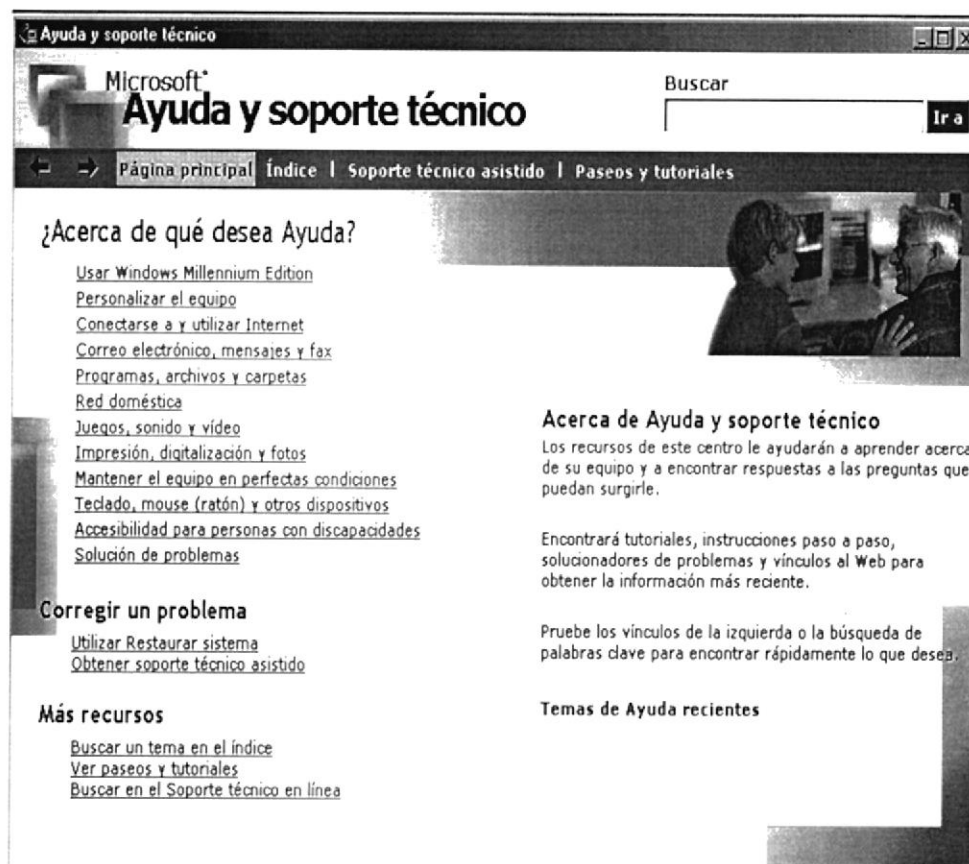 Ayuda y soporte técnico
Microsoft
Ayuda y soporte técnico
Buscar
Ir a
Página principal Índice | Soporte técnico asistido | Paseos y tutoriales
¿Acerca de qué desea Ayuda?
Usar Windows Millennium Edition
Personalizar el equipo
Conectarse a y utilizar Internet
Correo electrónico, mensajes y fax
Programas, archivos y carpetas
Red doméstica
Juegos, sonido y vídeo
Impresión, digitalización y fotos
Mantener el equipo en perfectas condiciones
Teclado, mouse (ratón) y otros dispositivos
Accesibilidad para personas con discapacidades
Solución de problemas
Corregir un problema
Utilizar Restaurar sistema
Obtener soporte técnico asistido
Más recursos
Buscar un tema en el índice
Ver paseos y tutoriales
Buscar en el Soporte técnico en línea
Acerca de Ayuda y soporte técnico
Los recursos de este centro le ayudarán a aprender acerca
de su equipo y a encontrar respuestas a las preguntas que
puedan surgirle.
Encontrará tutoriales, instrucciones paso a paso,
solucionadores de problemas y vínculos al Web para
obtener la información más reciente.
Pruebe los vínculos de la izquierda o la búsqueda de
palabras clave para encontrar rápidamente lo que desea.
Temas de Ayuda recientes